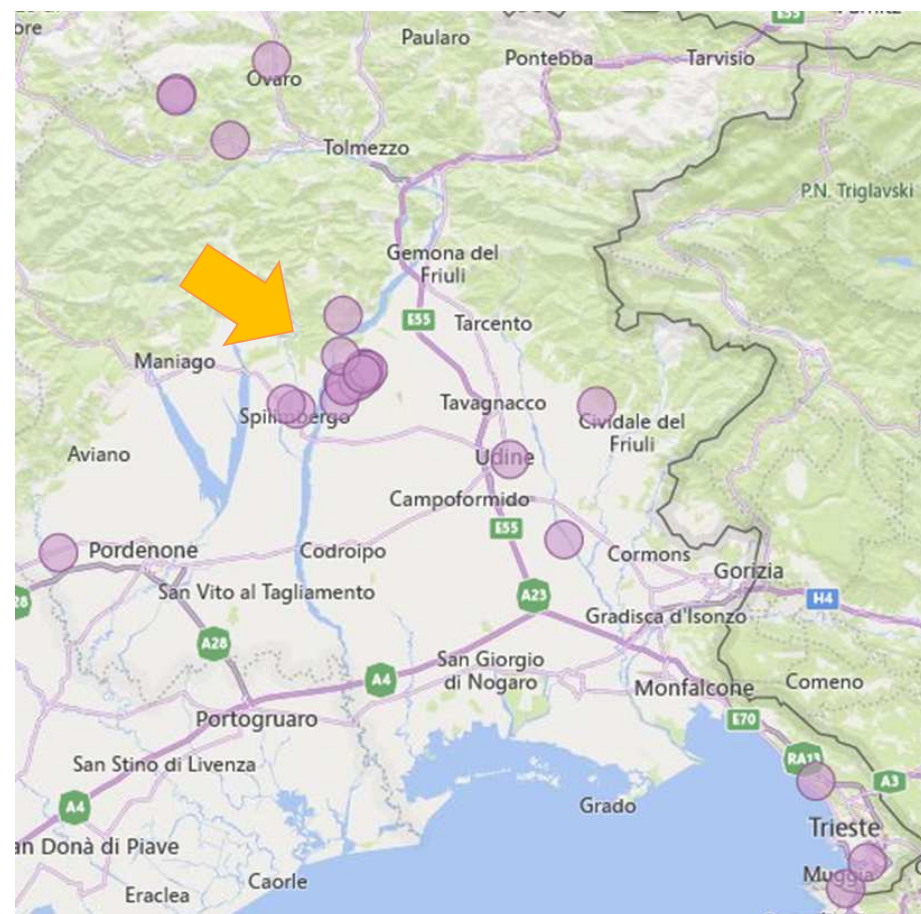 ore
Paularo
E55
Pontebba
Tarvisio
Ovaro
Tolmezzo
P.N. Triglavski
Gemona del
Friuli
E55
Tarcento
Maniago
Spilimbergo
Tavagnacco
Cividale del
Friuli
Aviano
Udine
Campoformido
E55
Pordenone
Codroipo
Cormons
Gorizia
28
San Vito al Tagliamento
A23
H4
Gradisca d'Isonzo
A28
San Giorgio
di Nogaro
A4
Monfalcone
Comeno
Portogruaro
E70
San Stino di Livenza
RA13
A3
A4
Grado
Trieste
an Donà di Piave
Muggia
Caorle
Eraclea